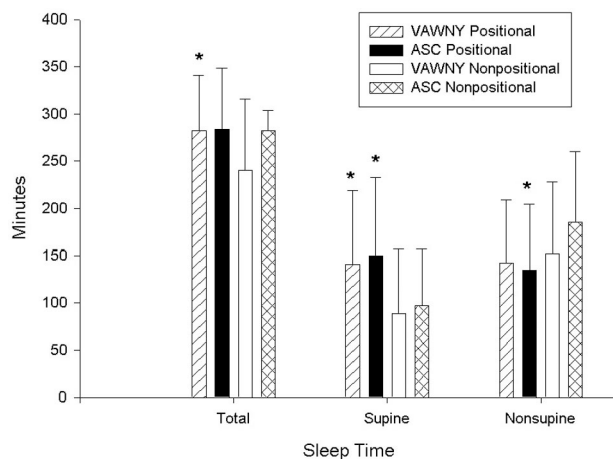 400
350
300
250
200
150
100
50
0
Minutes
VAWNY Positional
ASC Positional
VAWNY Nonpositional
ASC Nonpositional
*
*
*
*
Total Supine Nonsupine
Sleep Time